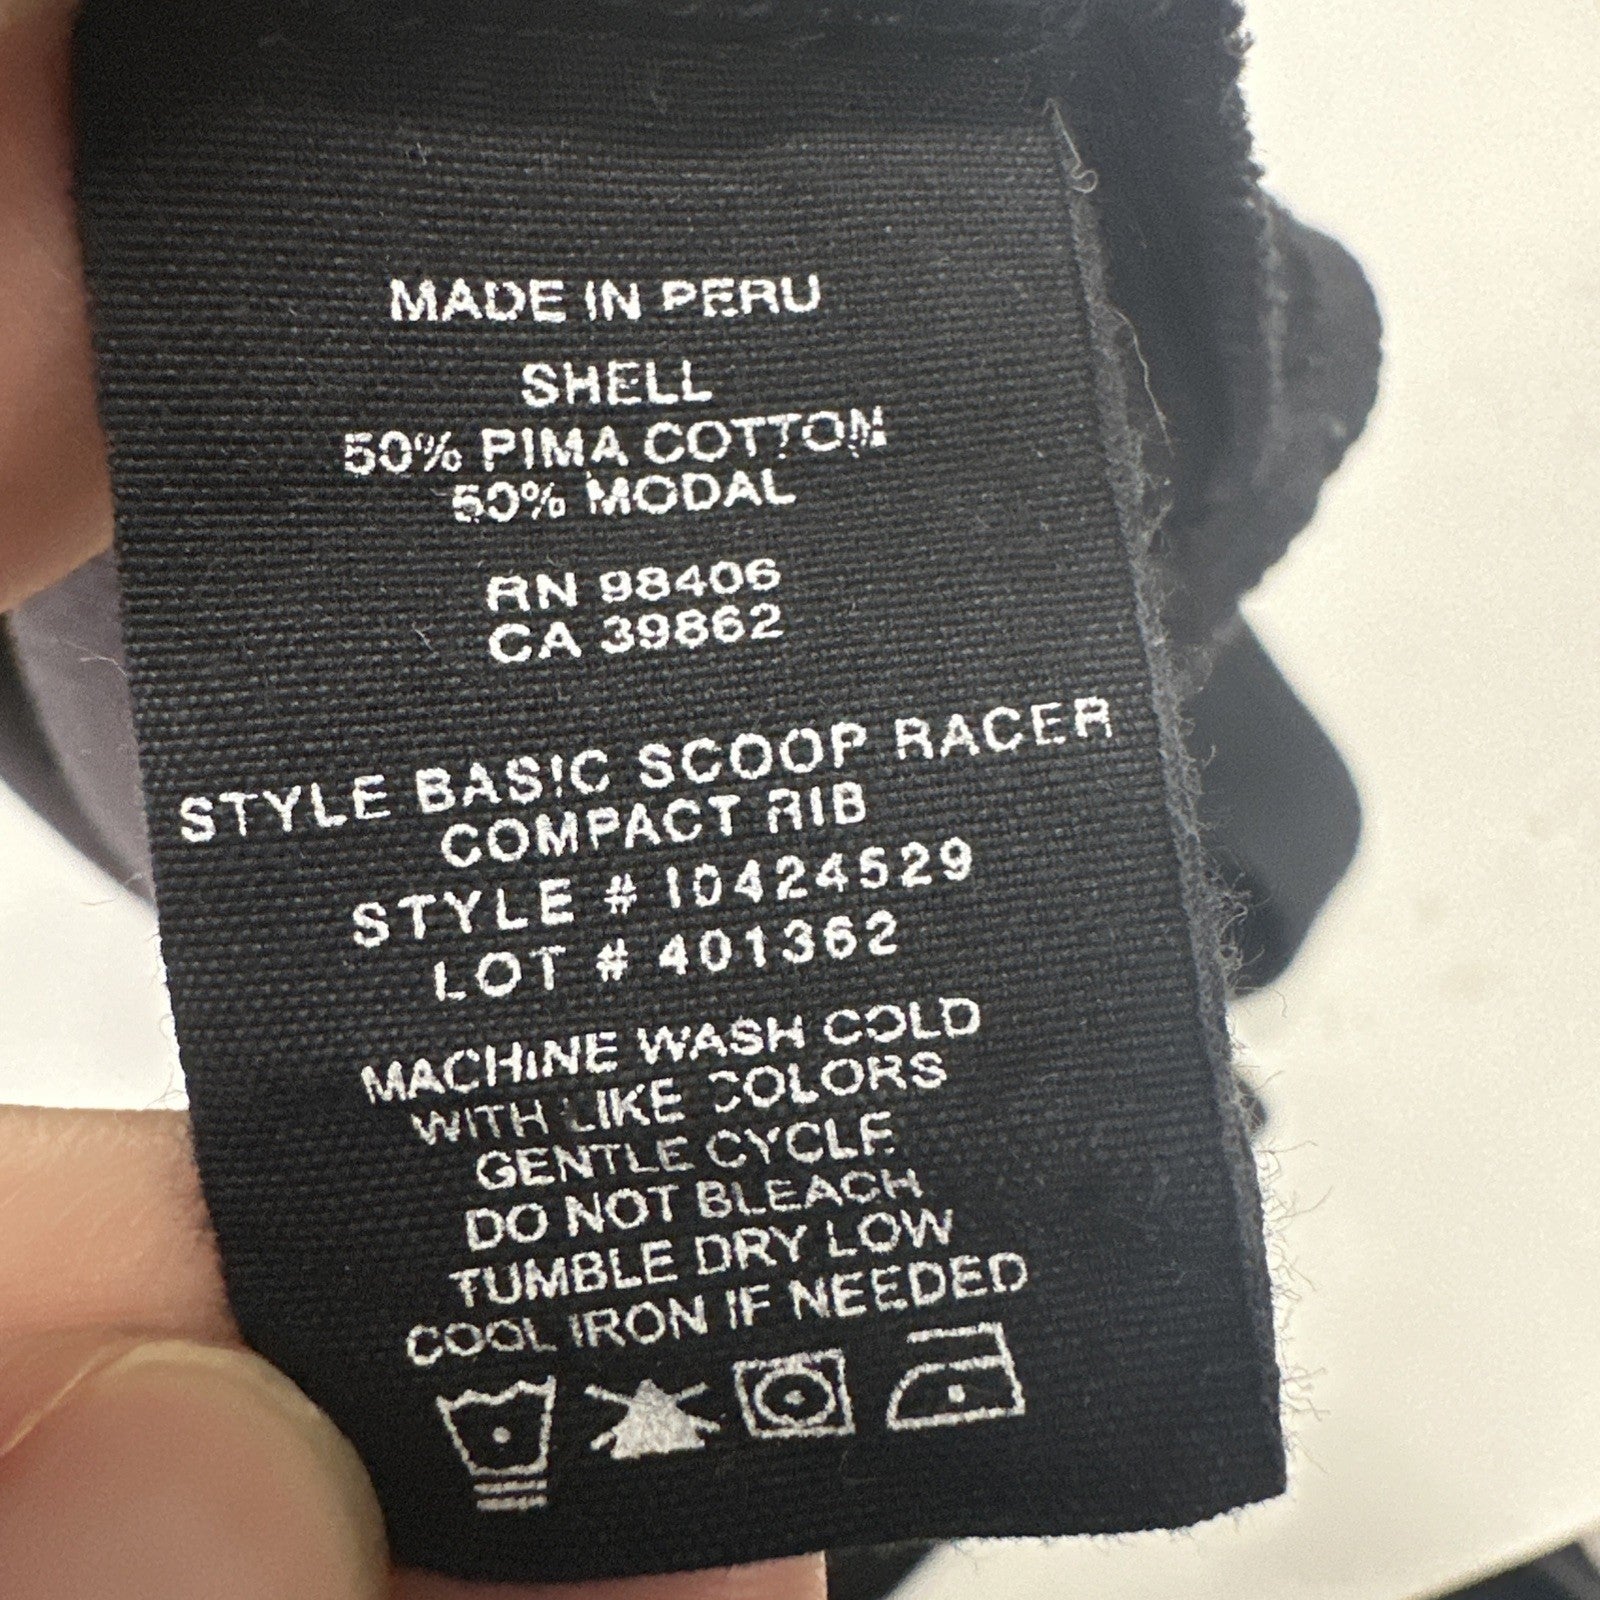 MADE IN PERU
SHELL
50% PIMA COTTON
50% MODAL
RN 98406
CA 39862
STYLE BASIC SCOOP RACER
COMPACT RIB
STYLE # 10424529
LOT # 401362
MACHINE WASH COLD
WITH LIKE COLORS
GENTLE CYCLE
DO NOT BLEACH
TUMBLE DRY LOW
COOL IRON IF NEEDED